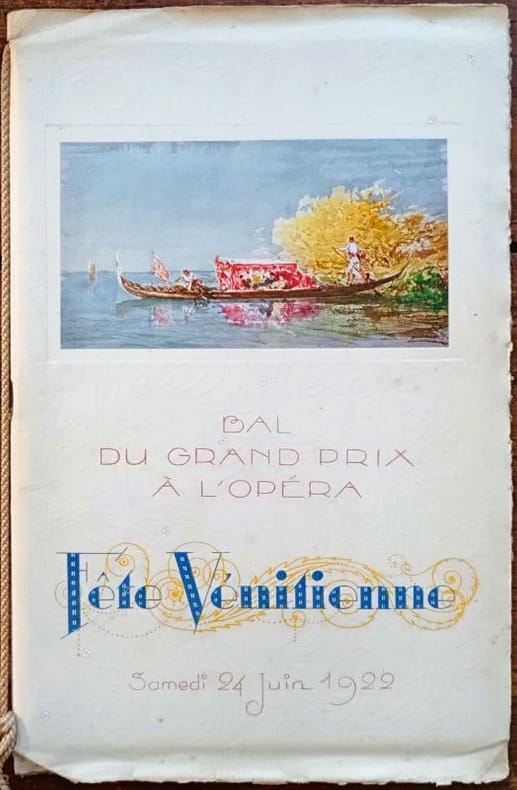 BAL
DU GRAND PRIX
À L'OPÉRA
Fête Vénitienne
Samedi 24 Juin 1922